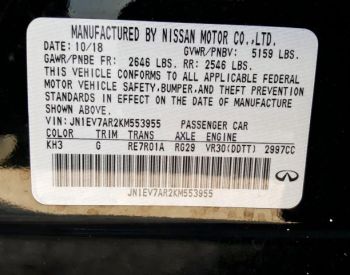 MANUFACTURED BY NISSAN MOTOR CO.,LTD.
DATE: 10/18 GVWR/PNBV: 5159 LBS.
GAWR/PNBE FR: 2646 LBS. RR: 2546 LBS.
THIS VEHICLE CONFORMS TO ALL APPLICABLE FEDERAL
MOTOR VEHICLE SAFETY,BUMPER,AND THEFT PREVENTION
STANDARDS IN EFFECT ON THE DATE OF MANUFACTURE
SHOWN ABOVE.
VIN: JN1EV7AR2KM553955 PASSENGER CAR
COLOR TRIM TRANS AXLE ENGINE
KH3 G RE7R01A RG29 VR30(DDTT) 2997CC
JN1EV7AR2KM553955
INFINITI